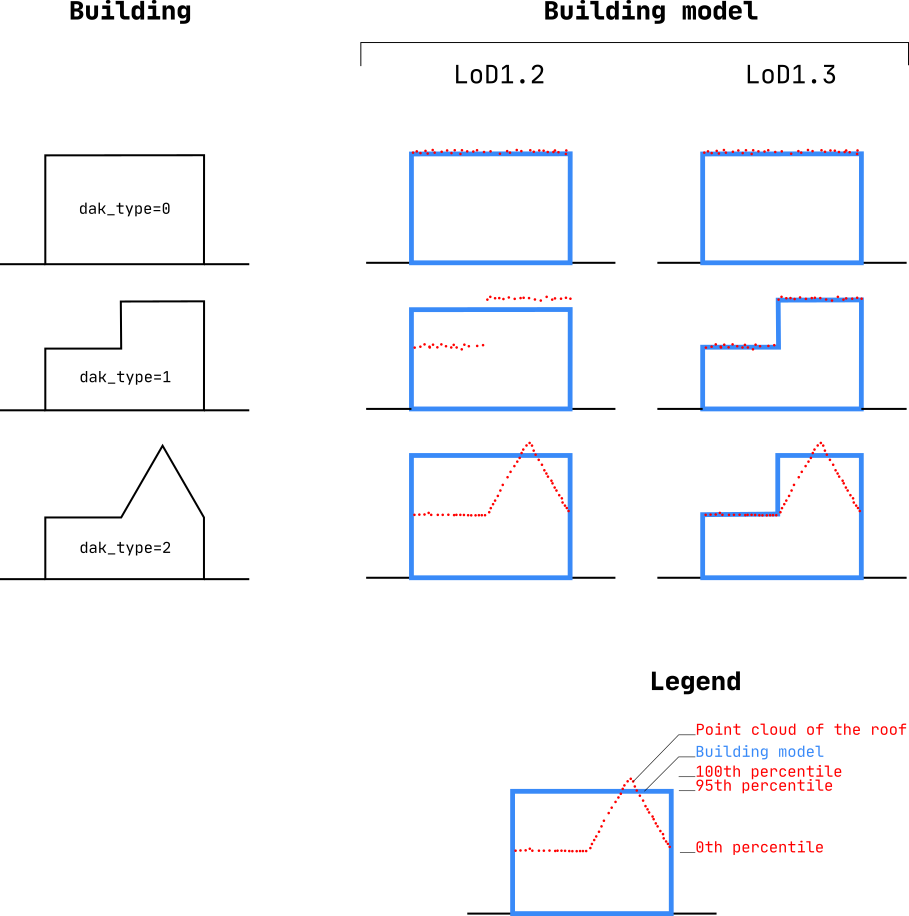 Building
Building model
LoD1.2
LoD1.3
dak_type=0
dak_type=1
dak_type=2
Legend
Point cloud of the roof
Building model
100th percentile
95th percentile
0th percentile